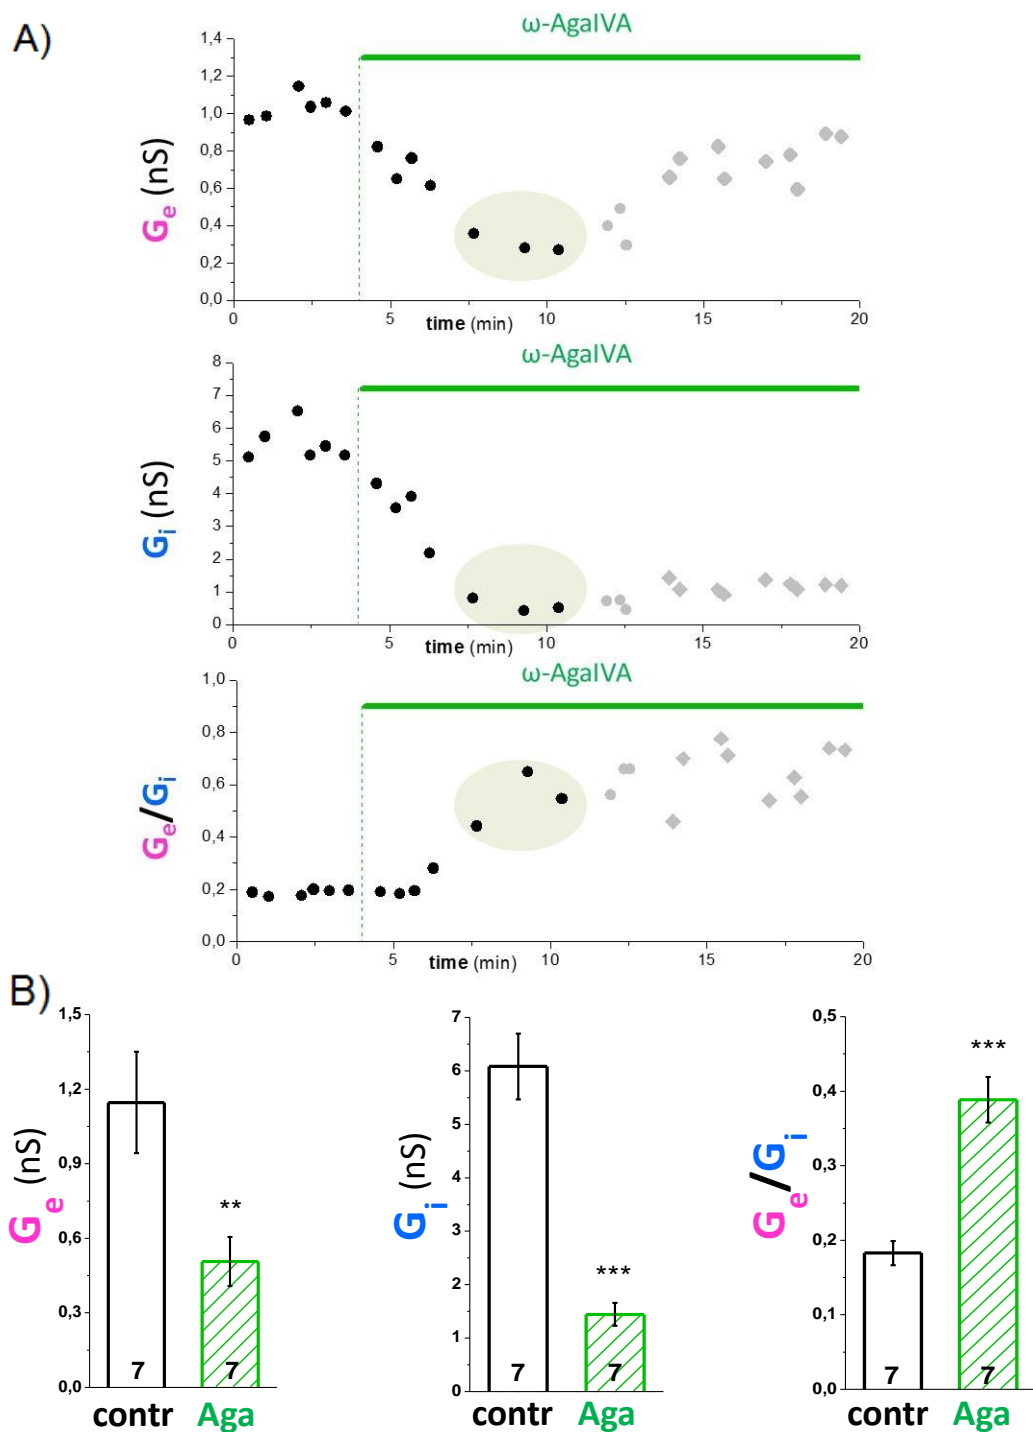 A)
ω-AgaIVA
Ge (nS)
1,4
1,2
1,0
0,8
0,6
0,4
0,2
0,0
0 5 10 15 20
time (min)
ω-AgaIVA
Gi (nS)
8
7
6
5
4
3
2
1
0
0 5 10 15 20
time (min)
ω-AgaIVA
Ge/Gi
1,0
0,8
0,6
0,4
0,2
0,0
0 5 10 15 20
time (min)
B)
Ge (nS)
1,5
1,2
0,9
0,6
0,3
0,0
**
7 7
contr Aga
Gi (nS)
7
6
5
4
3
2
1
0
***
7 7
contr Aga
Ge/Gi
0,5
0,4
0,3
0,2
0,1
0,0
***
7 7
contr Aga